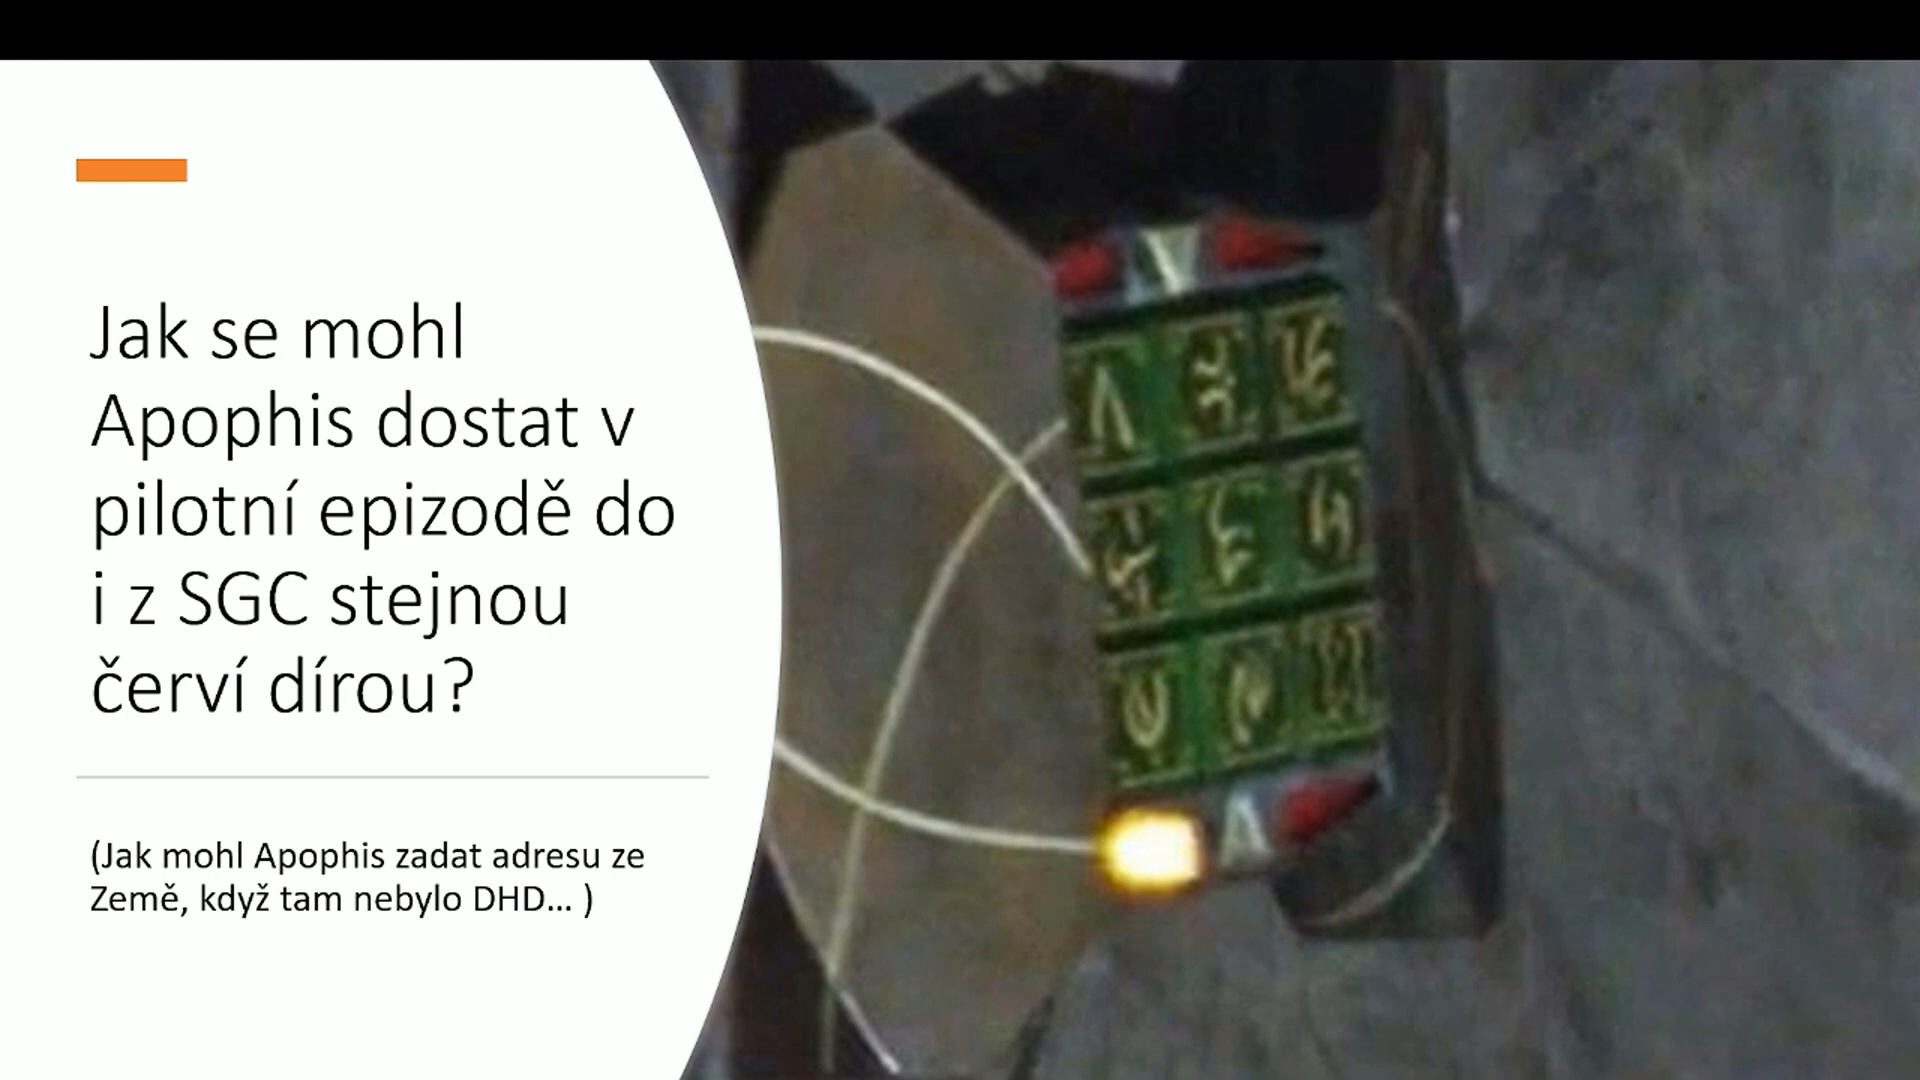 Jak se mohl
Apophis dostat v
pilotní epizodě do
i z SGC stejnou
červí dírou?
(Jak mohl Apophis zadat adresu ze
Země, když tam nebylo DHD... )